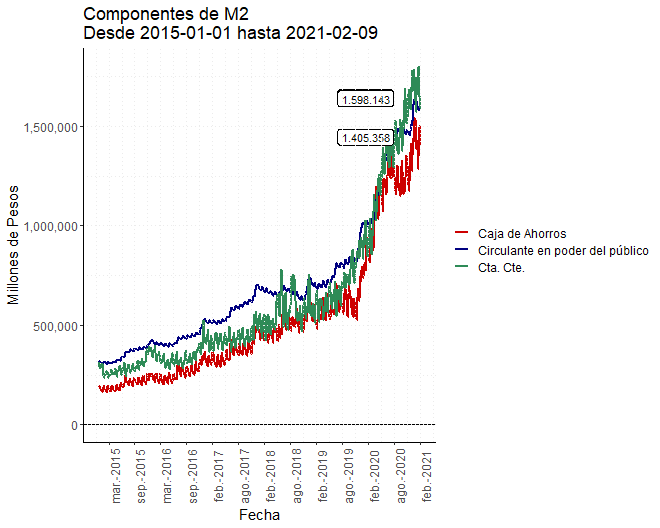 Componentes de M2
Desde 2015-01-01 hasta 2021-02-09
Millones de Pesos
1,500,000
1,000,000
500,000
0
1.598.143
1.405.358
mar.-2015
sep.-2015
mar.-2016
sep.-2016
feb.-2017
ago.-2017
feb.-2018
ago.-2018
feb.-2019
ago.-2019
feb.-2020
ago.-2020
feb.-2021
Fecha
Caja de Ahorros
Circulante en poder del público
Cta. Cte.